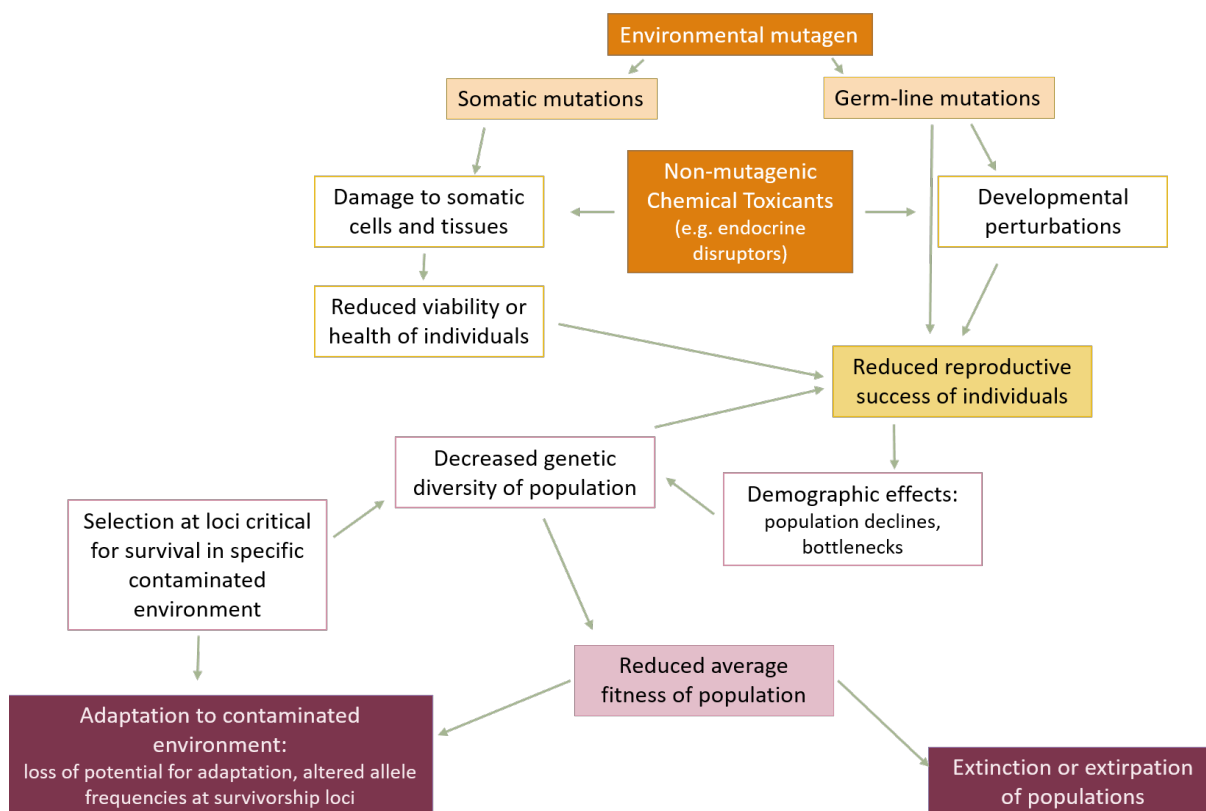 Environmental mutagen
Somatic mutations
Germ-line mutations
Damage to somatic
cells and tissues
Non-mutagenic
Chemical Toxicants
(e.g. endocrine
disruptors)
Developmental
perturbations
Reduced viability or
health of individuals
Reduced reproductive
success of individuals
Decreased genetic
diversity of population
Demographic effects:
population declines,
bottlenecks
Selection at loci critical
for survival in specific
contaminated
environment
Reduced average
fitness of population
Adaptation to contaminated
environment:
loss of potential for adaptation, altered allele
frequencies at survivorship loci
Extinction or extirpation
of populations